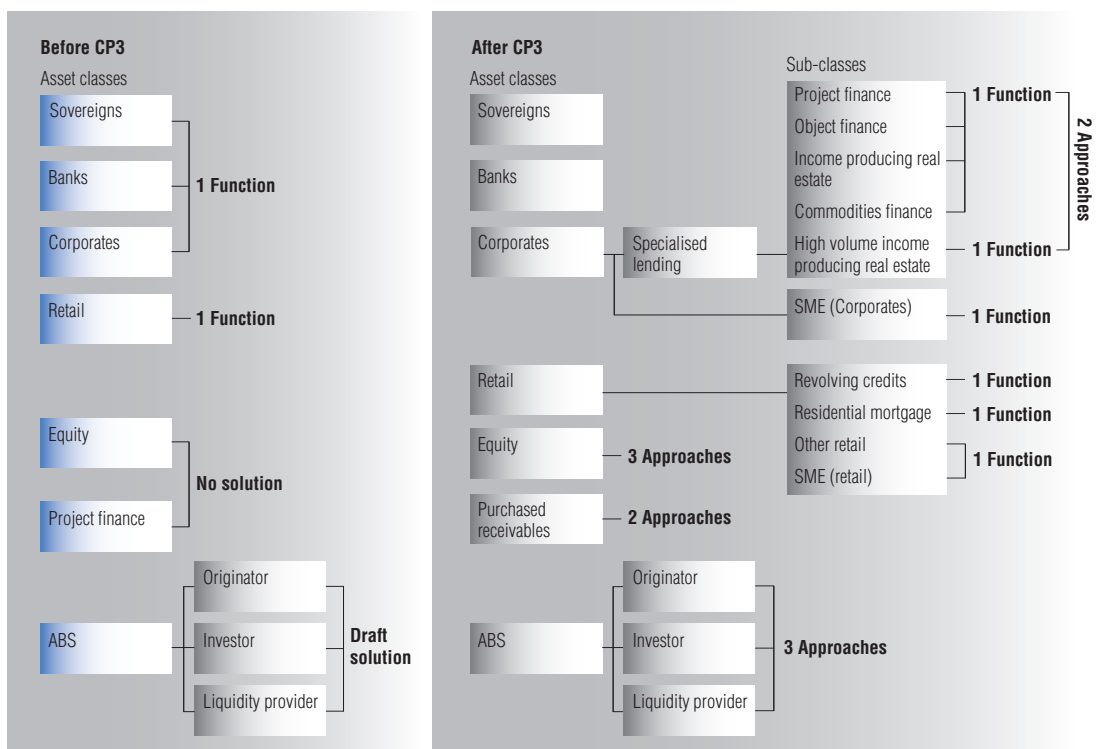 Before CP3
Asset classes
Sovereigns
Banks
1 Function
Corporates
Retail
1 Function
Equity
No solution
Project finance
Originator
ABS
Investor
Draft
solution
Liquidity provider
After CP3
Asset classes
Sub-classes
Sovereigns
Project finance
1 Function
Object finance
Banks
Income producing real
estate
Commodities finance
2 Approaches
Corporates
Specialised
lending
High volume income
producing real estate
1 Function
SME (Corporates)
1 Function
Retail
Revolving credits
1 Function
Residential mortgage
1 Function
Other retail
1 Function
SME (retail)
Equity
3 Approaches
Purchased
receivables
2 Approaches
Originator
ABS
Investor
3 Approaches
Liquidity provider